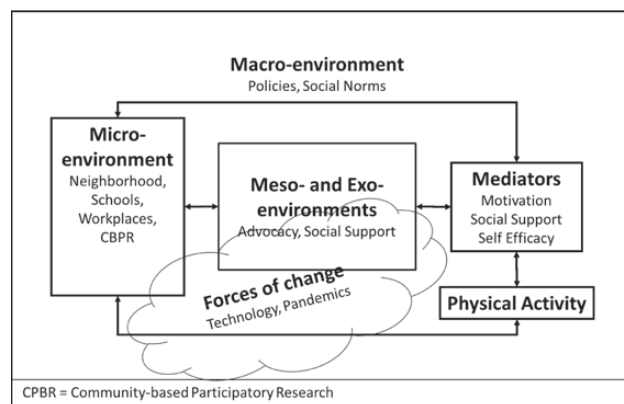 Macro-environment
Policies, Social Norms
Micro-
environment
Neighborhood,
Schools,
Workplaces,
CBPR
Meso- and Exo-
environments
Advocacy, Social Support
Mediators
Motivation
Social Support
Self Efficacy
Forces of change
Technology, Pandemics
Physical Activity
CPBR = Community-based Participatory Research